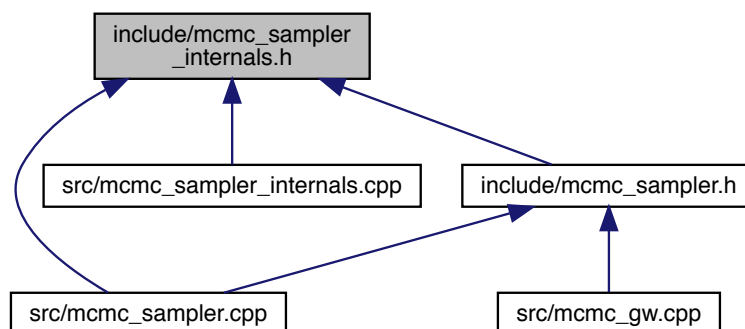 include/mcmc_sampler
_internals.h
src/mcmc_sampler_internals.cpp
include/mcmc_sampler.h
src/mcmc_sampler.cpp
src/mcmc_gw.cpp